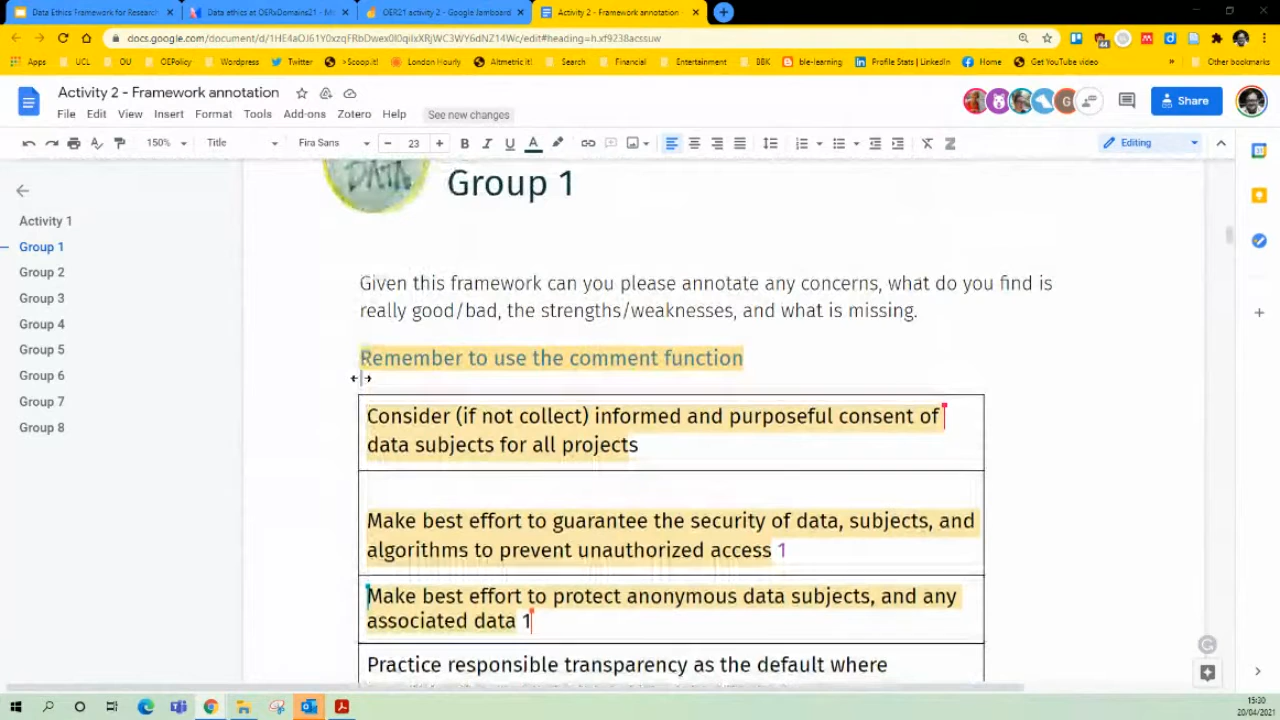 Data Ethics Framework for Research
Data ethics at OERxDomains21 - M
OER21 activity 2 - Google Jamboard
Activity 2 - Framework annotation -
docs.google.com/document/d/
/edit#heading=h.xf9238acssuw
44
Apps
UCL
OU
OEPolicy
Wordpress
Twitter
>Scoop.it!
London Hourly
Altmetric it!
Search
Financial
Entertainment
BBK
ble-learning
Profile Stats | LinkedIn
Home
Get YouTube video
»
Other bookmarks
Activity 2 - Framework annotation
File Edit View Insert Format Tools Add-ons Zotero Help See new changes
G
Share
150% Title Fira Sans - 23 + B I U A Editing
Z
DATA
Group 1
Activity 1
Group 1
Group 2
Group 3
Group 4
Group 5
Group 6
Group 7
Group 8
Given this framework can you please annotate any concerns, what do you find is
really good/bad, the strengths/weaknesses, and what is missing.
Remember to use the comment function
Consider (if not collect) informed and purposeful consent of
data subjects for all projects
Make best effort to guarantee the security of data, subjects, and
algorithms to prevent unauthorized access 1
Make best effort to protect anonymous data subjects, and any
associated data 1
Practice responsible transparency as the default where
15:30
20/04/2021